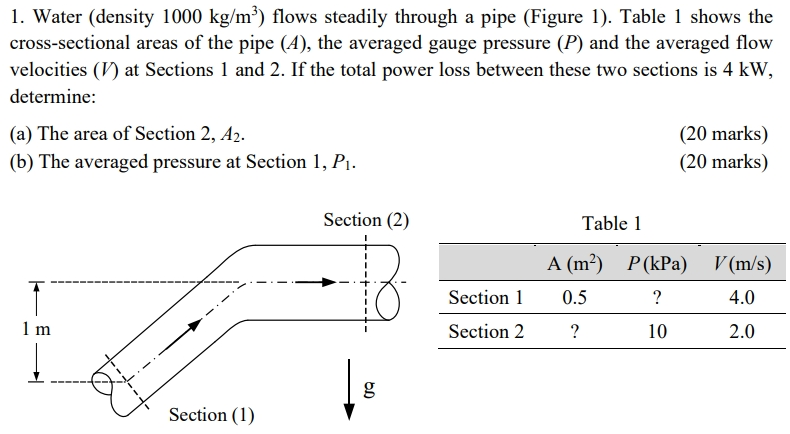 1. Water (density 1000 kg/m³) flows steadily through a pipe (Figure 1). Table 1 shows the
cross-sectional areas of the pipe (A), the averaged gauge pressure (P) and the averaged flow
velocities (V) at Sections 1 and 2. If the total power loss between these two sections is 4 kW,
determine:
(a) The area of Section 2, A₂. (20 marks)
(b) The averaged pressure at Section 1, P₁. (20 marks)
Section (2)
1 m
Section (1)
g
Table 1
A (m²) P (kPa) V (m/s)
Section 1 0.5 ? 4.0
Section 2 ? 10 2.0